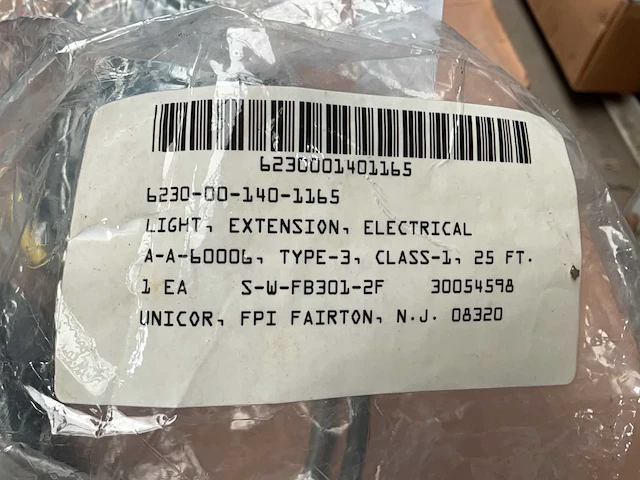 6230001401165
6230-00-140-1165
LIGHT, EXTENSION, ELECTRICAL
A-A-60006, TYPE-3, CLASS-1, 25 FT.
1 EA S-W-FB301-2F 30054598
UNICOR, FPI FAIRTON, N.J. 08320